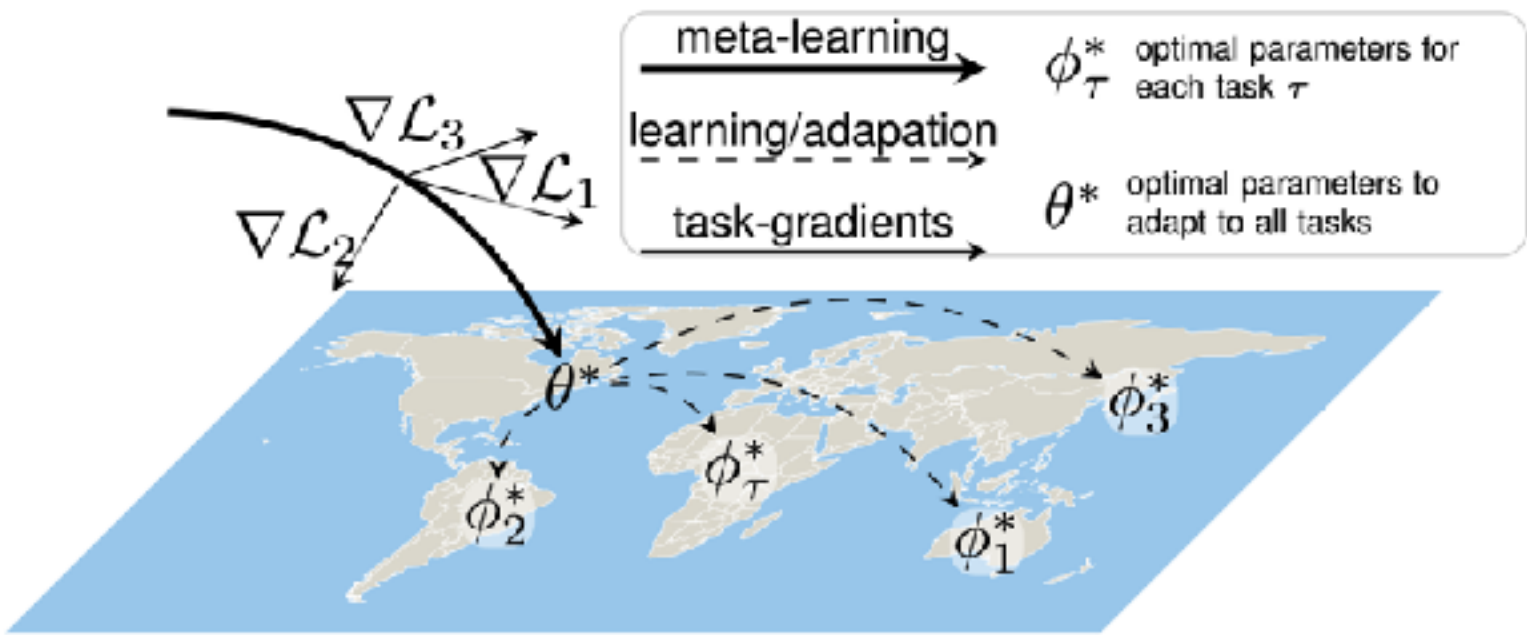 meta-learning
learning/adapation
task-gradients
ϕ*τ optimal parameters for
each task τ
θ* optimal parameters to
adapt to all tasks
∇ℒ3
∇ℒ1
∇ℒ2
θ*
ϕ*3
ϕ*τ
ϕ*2
ϕ*1